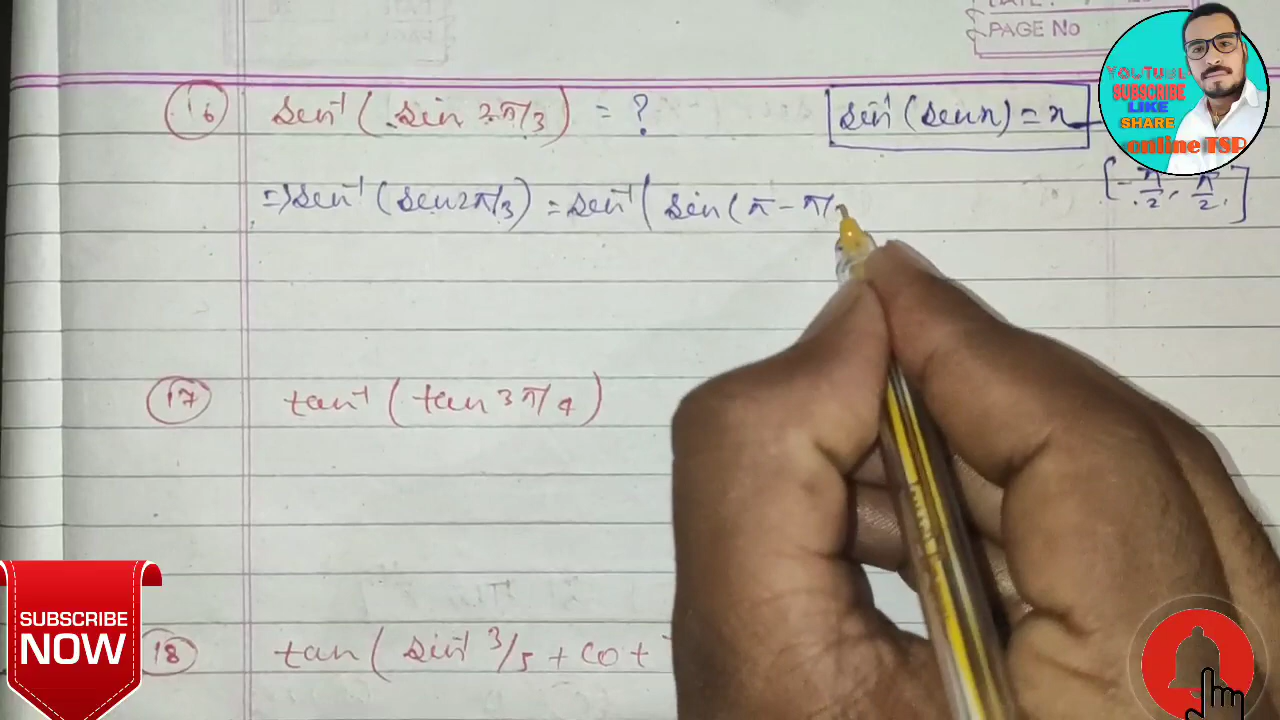 PAGE No
YOUTUBE
SUBSCRIBE
LIKE
SHARE
online TSP
16 sin⁻¹ ( sin 2π/3 ) = ? sin⁻¹ (sin x) = x
[-π/2, π/2]
=> sin⁻¹ (sin 2π/3) = sin⁻¹ ( sin ( π - π/
17 tan⁻¹ ( tan 3π/4 )
18 tan ( sin⁻¹ 3/5 + cot
SUBSCRIBE
NOW